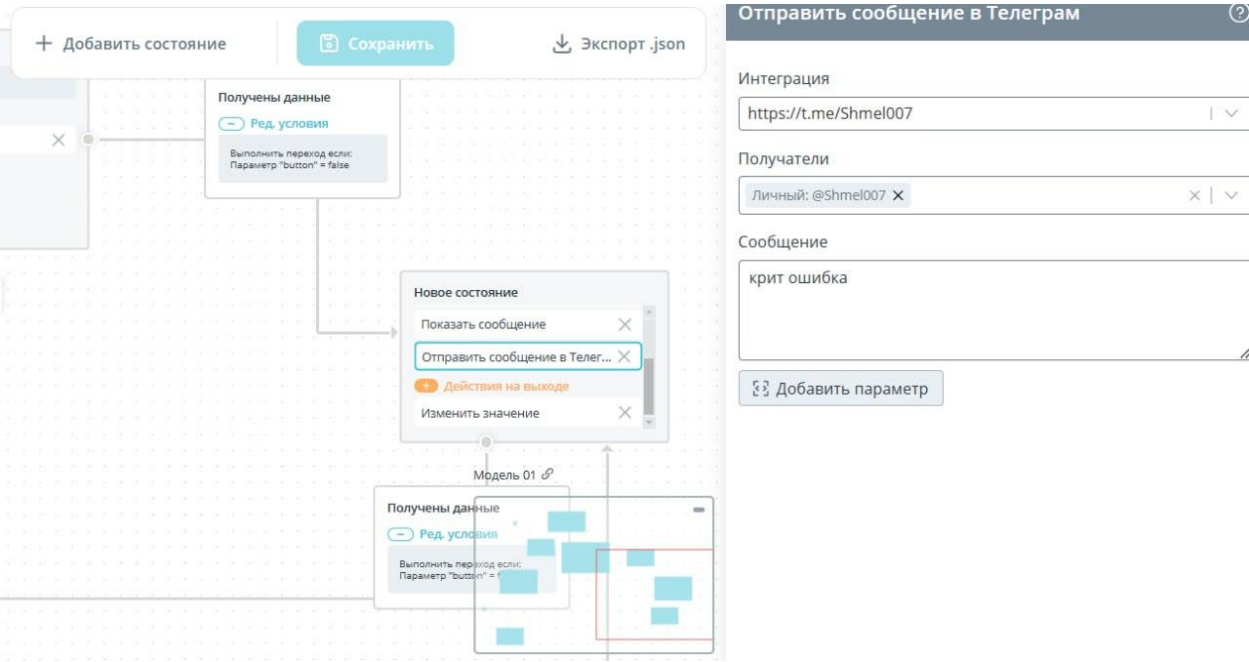 Добавить состояние
Сохранить
Экспорт .json
Получены данные
Ред. условия
Выполнить переход если:
Параметр "button" = false
Новое состояние
Показать сообщение
Отправить сообщение в Телег...
Действия на выходе
Изменить значение
Модель 01
Получены данные
Ред. условия
Выполнить переход если:
Параметр "button" = f
Отправить сообщение в Телеграм
Интеграция
https://t.me/Shmel007
Получатели
Личный: @Shmel007
Сообщение
крит ошибка
Добавить параметр